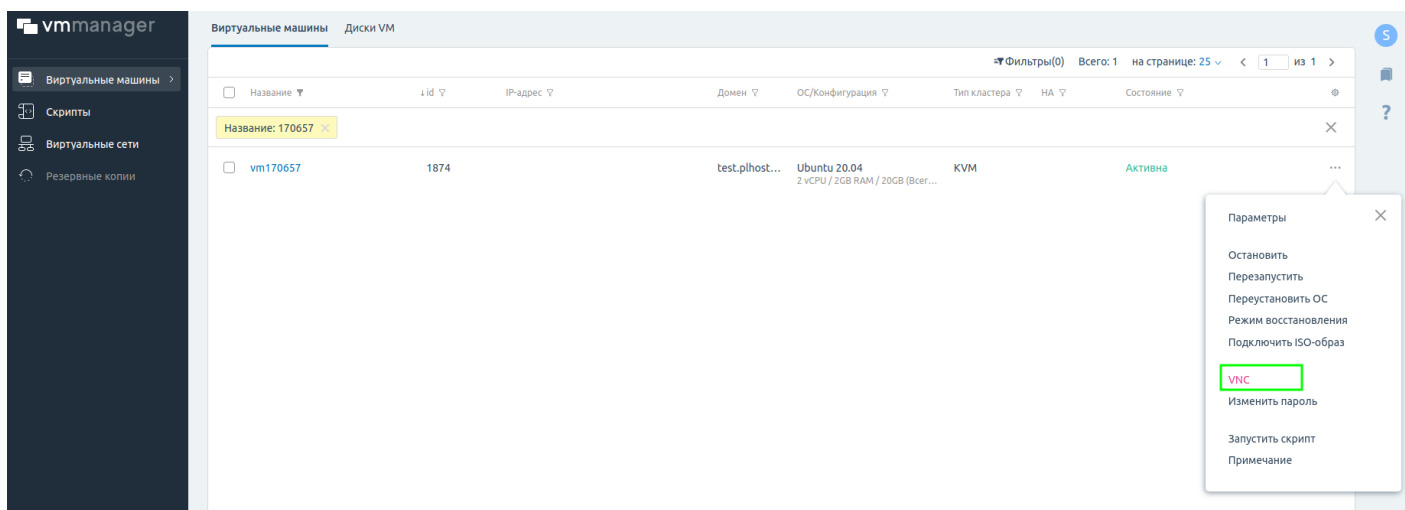 vmmanager
Виртуальные машины
Скрипты
Виртуальные сети
Резервные копии
Виртуальные машины Диски VM
S
Фильтры(0) Всего: 1 на странице: 25 1 из 1
?
Название id IP-адрес Домен ОС/Конфигурация Тип кластера HA Состояние
Название: 170657
vm170657 1874 test.plhost... Ubuntu 20.04 KVM Активна ...
2 vCPU / 2GB RAM / 20GB (Всег...
Параметры
Остановить
Перезапустить
Переустановить ОС
Режим восстановления
Подключить ISO-образ
VNC
Изменить пароль
Запустить скрипт
Примечание